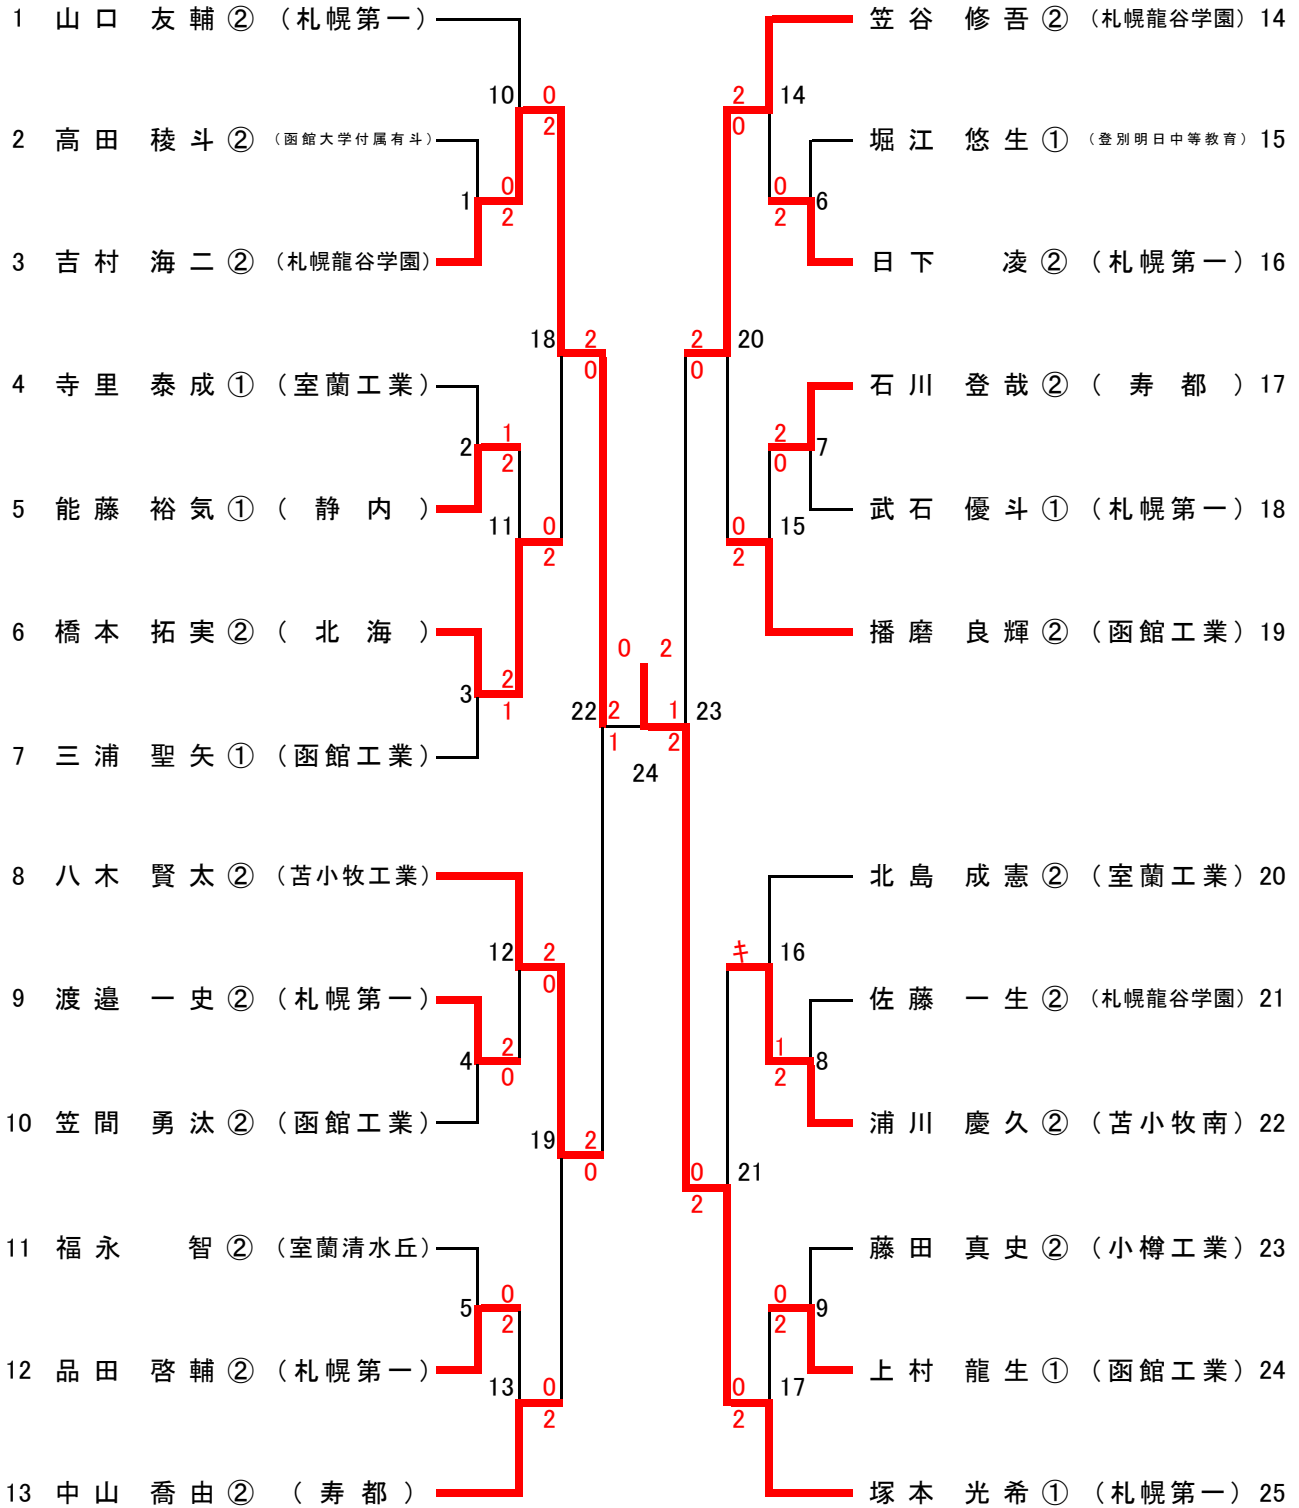 1 山口 友輔② (札幌第一)
2 高田 稜斗② (函館大学付属有斗)
3 吉村 海二② (札幌龍谷学園)
4 寺里 泰成① (室蘭工業)
5 能藤 裕気① (静内)
6 橋本 拓実② (北海)
7 三浦 聖矢① (函館工業)
8 八木 賢太② (苫小牧工業)
9 渡邉 一史② (札幌第一)
10 笠間 勇汰② (函館工業)
11 福永 智② (室蘭清水丘)
12 品田 啓輔② (札幌第一)
13 中山 喬由② (寿都)
10
0
2
1
0
2
18
2
0
2
1
2
11
0
2
3
2
1
22
2
1
12
2
0
4
2
0
19
2
0
5
0
2
13
0
2
0 2
24
2
0
14
0
2
6
2
0
20
2
0
7
0
2
15
1
2
23
キ
16
1
2
8
0
2
21
0
2
9
0
2
17
笠谷 修吾② (札幌龍谷学園) 14
堀江 悠生① (登別明日中等教育) 15
日下 凌② (札幌第一) 16
石川 登哉② (寿都) 17
武石 優斗① (札幌第一) 18
播磨 良輝② (函館工業) 19
北島 成憲② (室蘭工業) 20
佐藤 一生② (札幌龍谷学園) 21
浦川 慶久② (苫小牧南) 22
藤田 真史② (小樽工業) 23
上村 龍生① (函館工業) 24
塚本 光希① (札幌第一) 25